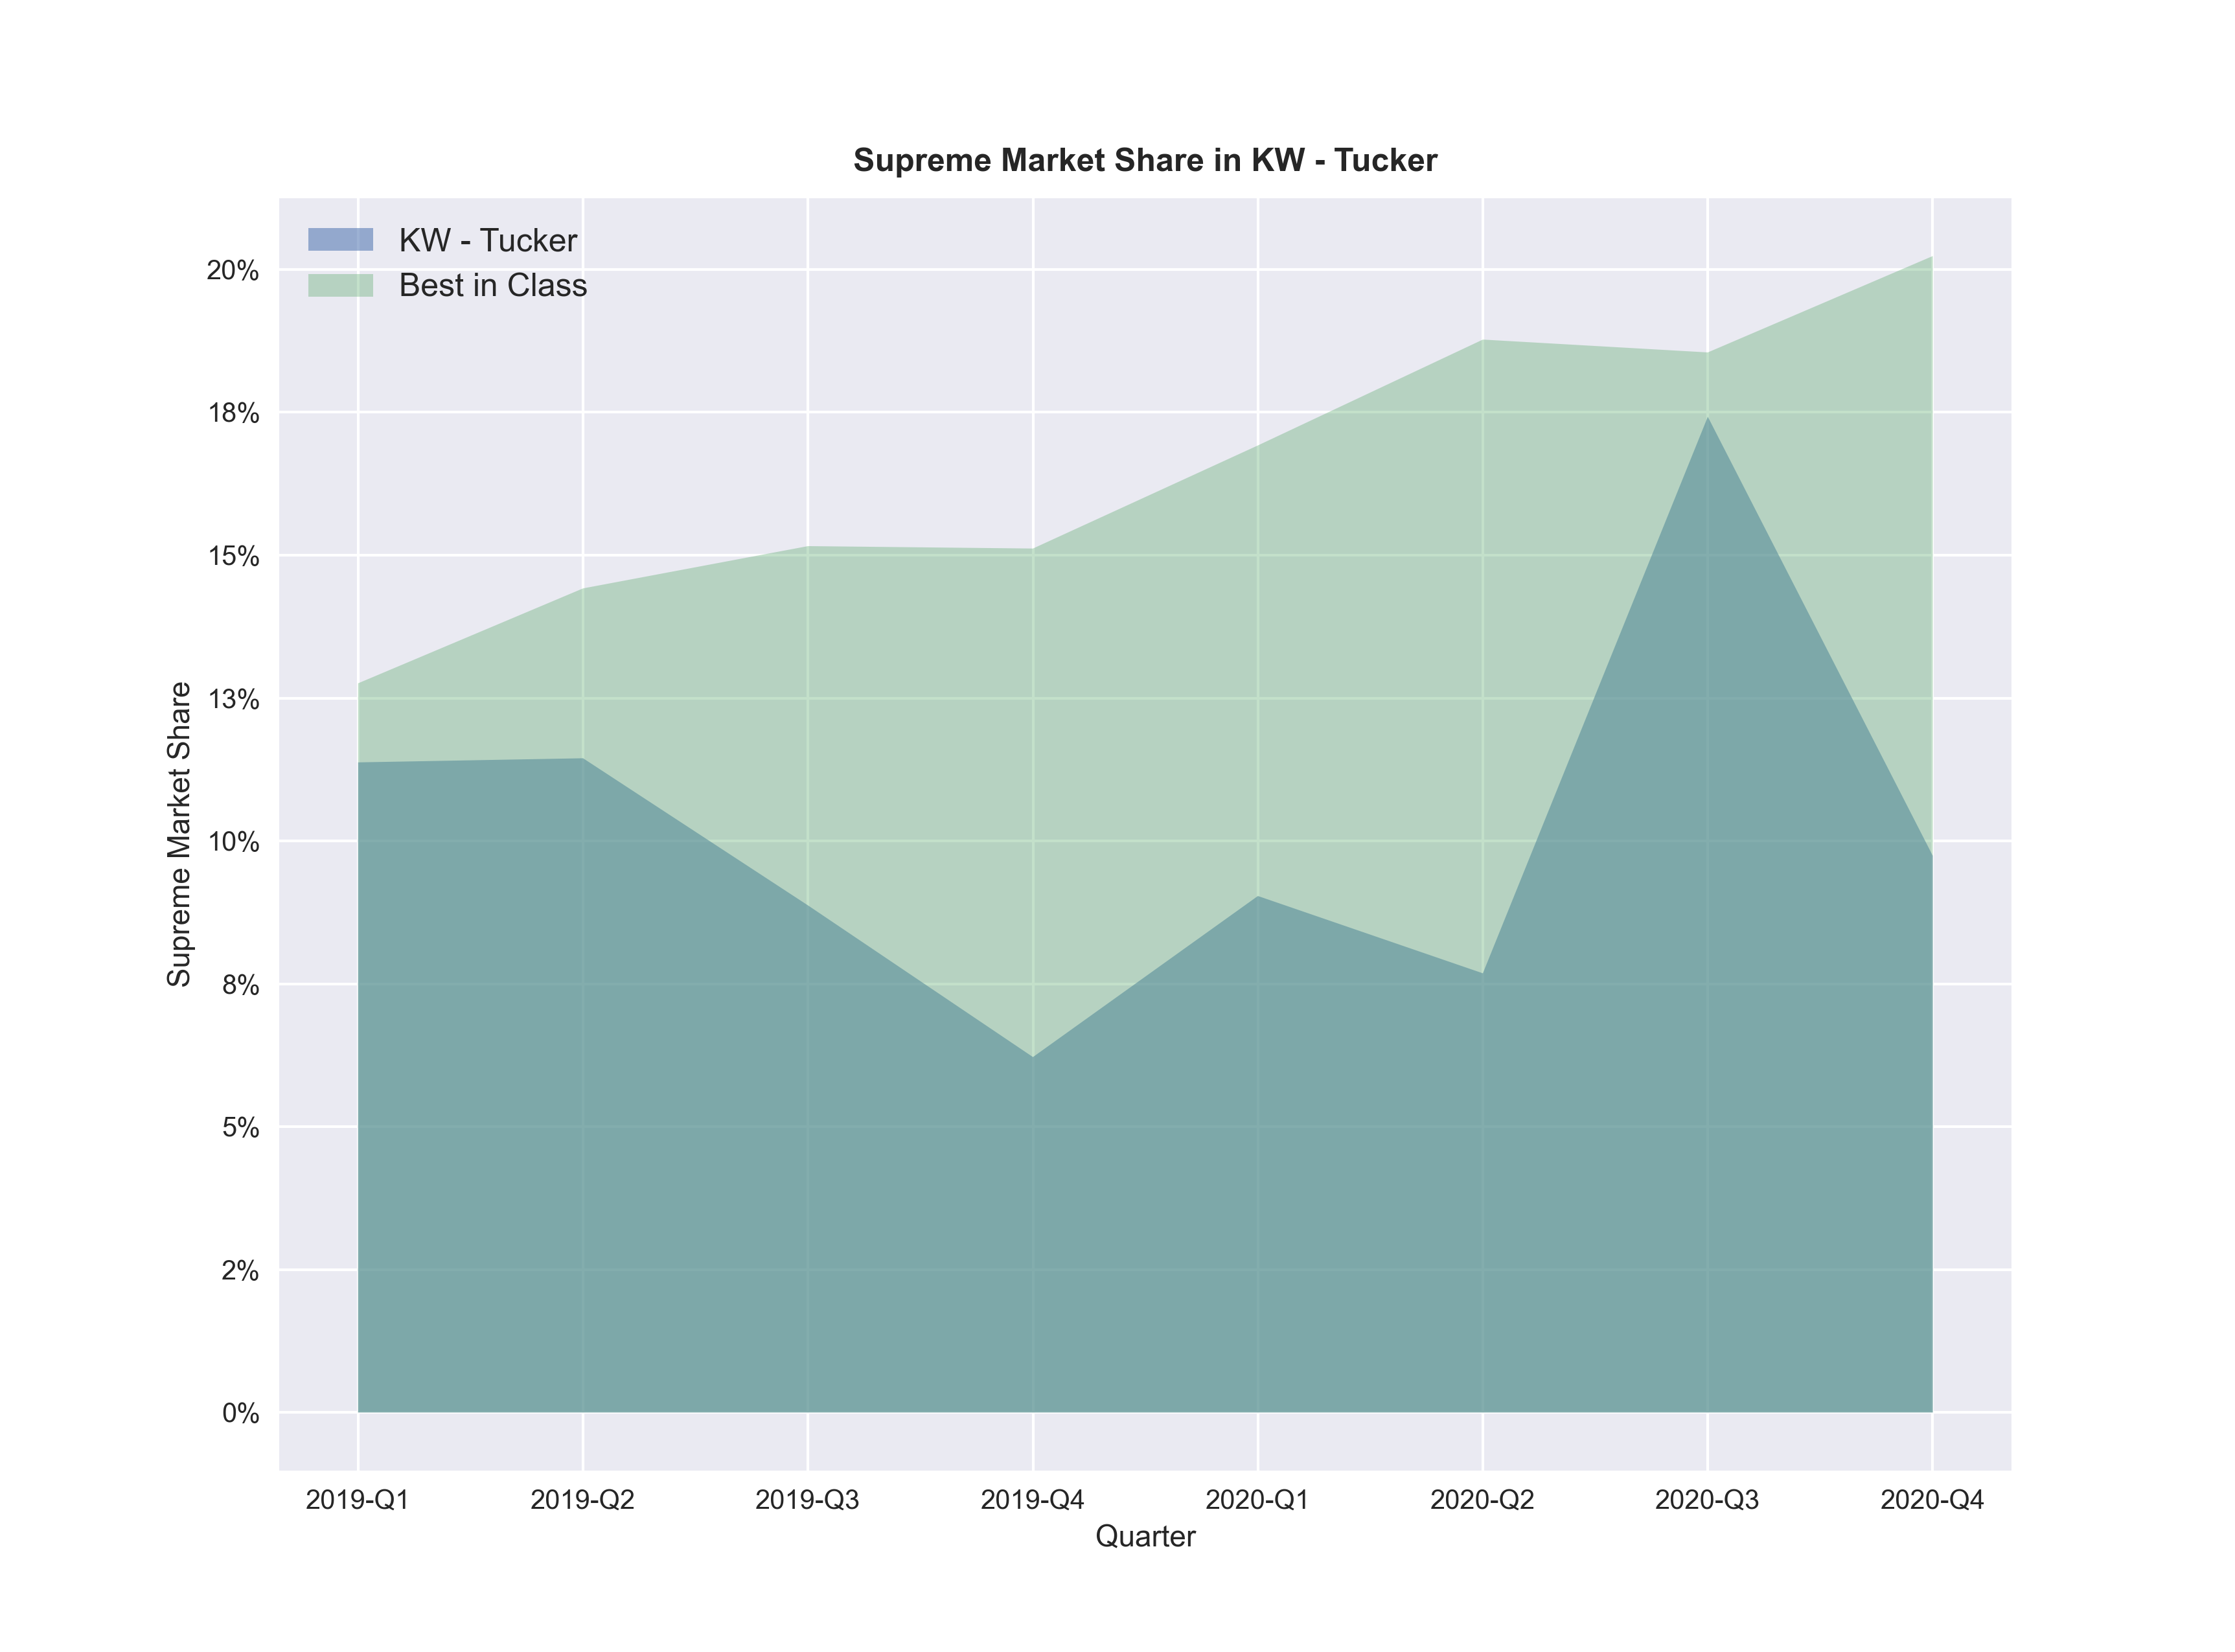 Supreme Market Share in KW - Tucker
KW - Tucker
Best in Class
20%
18%
15%
13%
10%
8%
5%
2%
0%
Supreme Market Share
2019-Q1 2019-Q2 2019-Q3 2019-Q4 2020-Q1 2020-Q2 2020-Q3 2020-Q4
Quarter